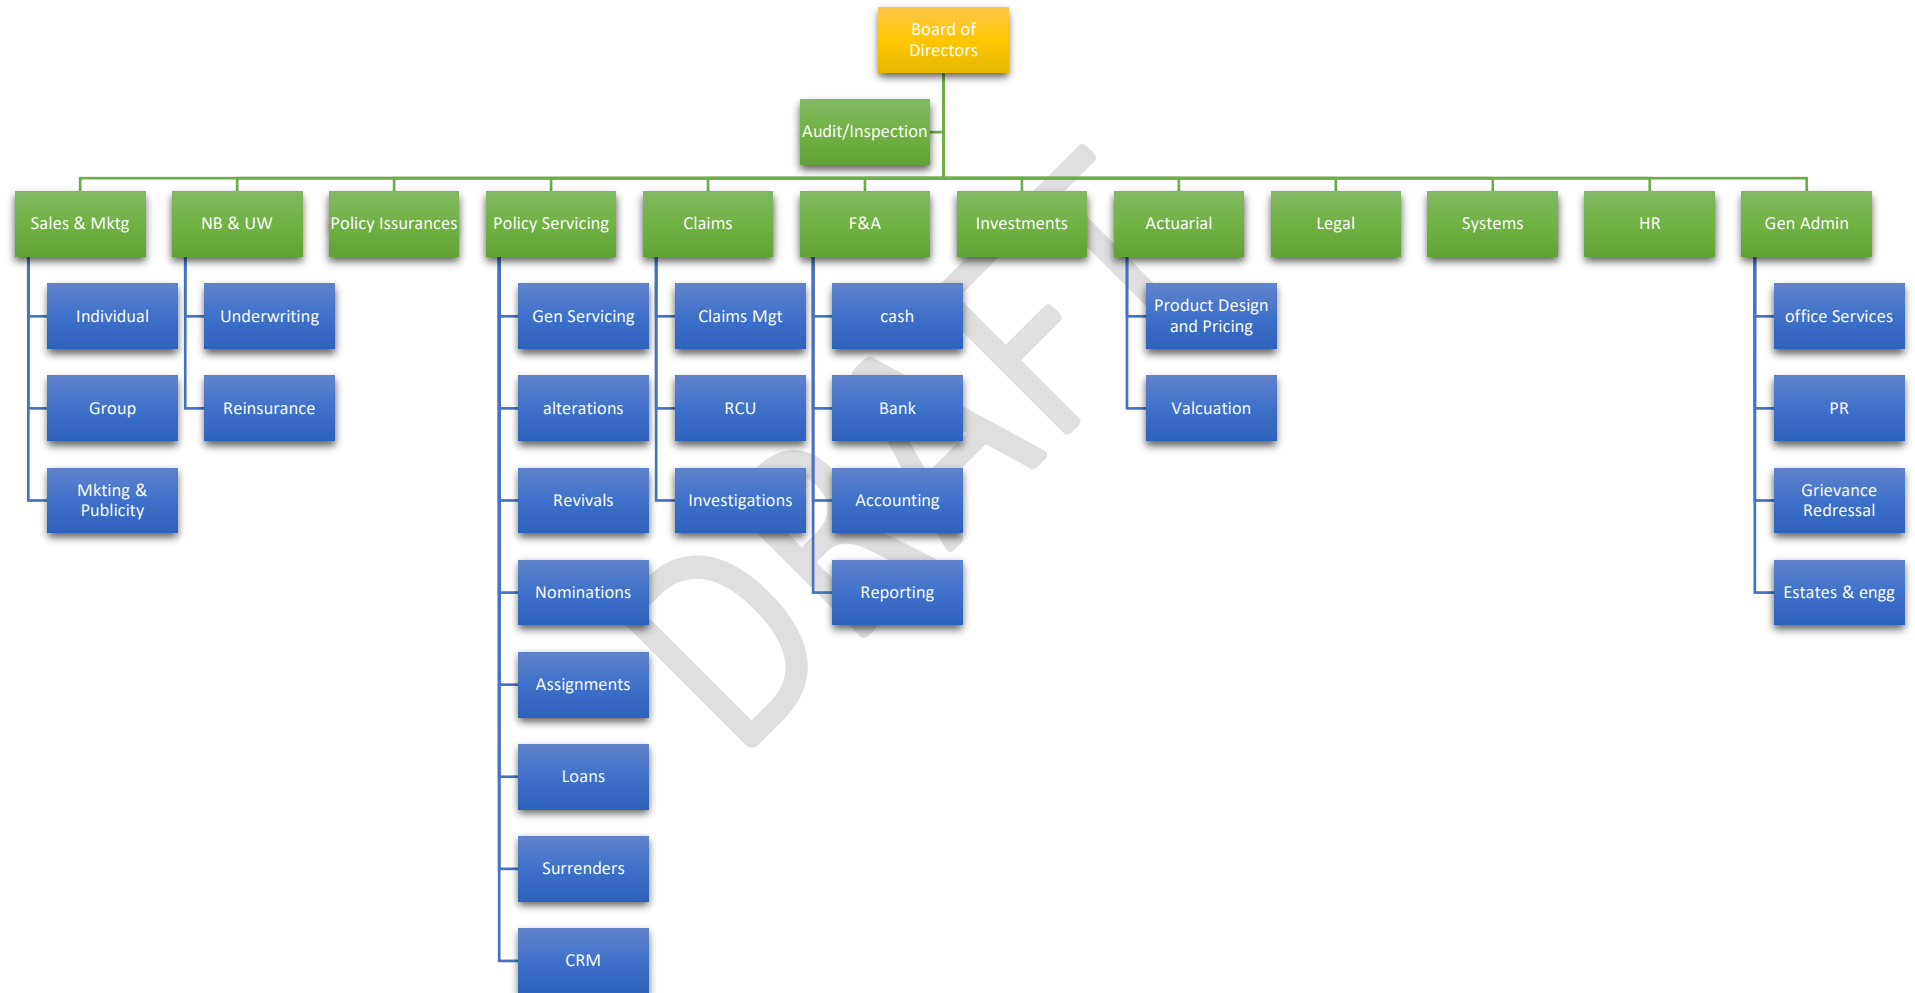 Board of
Directors
Audit/Inspection
Sales & Mktg
NB & UW
Policy Issurances
Policy Servicing
Claims
F&A
Investments
Actuarial
Legal
Systems
HR
Gen Admin
Individual
Group
Mkting &
Publicity
Underwriting
Reinsurance
Gen Servicing
alterations
Revivals
Nominations
Assignments
Loans
Surrenders
CRM
Claims Mgt
RCU
Investigations
cash
Bank
Accounting
Reporting
Product Design
and Pricing
Valcuation
office Services
PR
Grievance
Redressal
Estates & engg
DRAFT